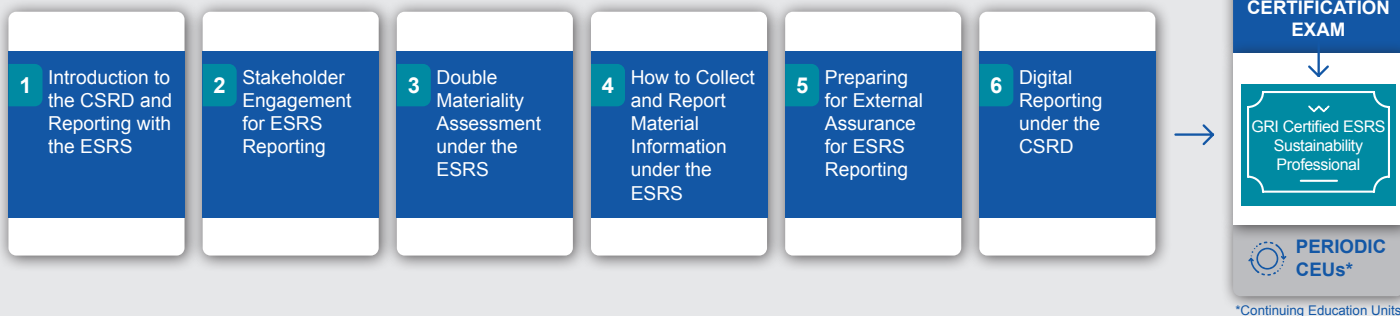 1
Introduction to
the CSRD and
Reporting with
the ESRS
2
Stakeholder
Engagement
for ESRS
Reporting
3
Double
Materiality
Assessment
under the
ESRS
4
How to Collect
and Report
Material
Information
under the
ESRS
5
Preparing
for External
Assurance
for ESRS
Reporting
6
Digital
Reporting
under the
CSRD
CERTIFICATION
EXAM
GRI Certified ESRS
Sustainability
Professional
PERIODIC
CEUs*
*Continuing Education Units